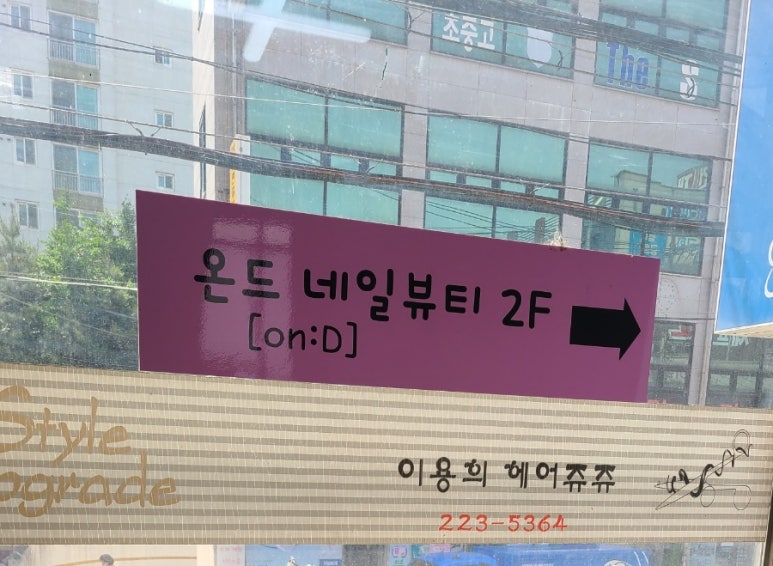 초중고
The
온드 네일뷰티 2F
[on:D]
Style
이용희 헤어쥬쥬
223-5364